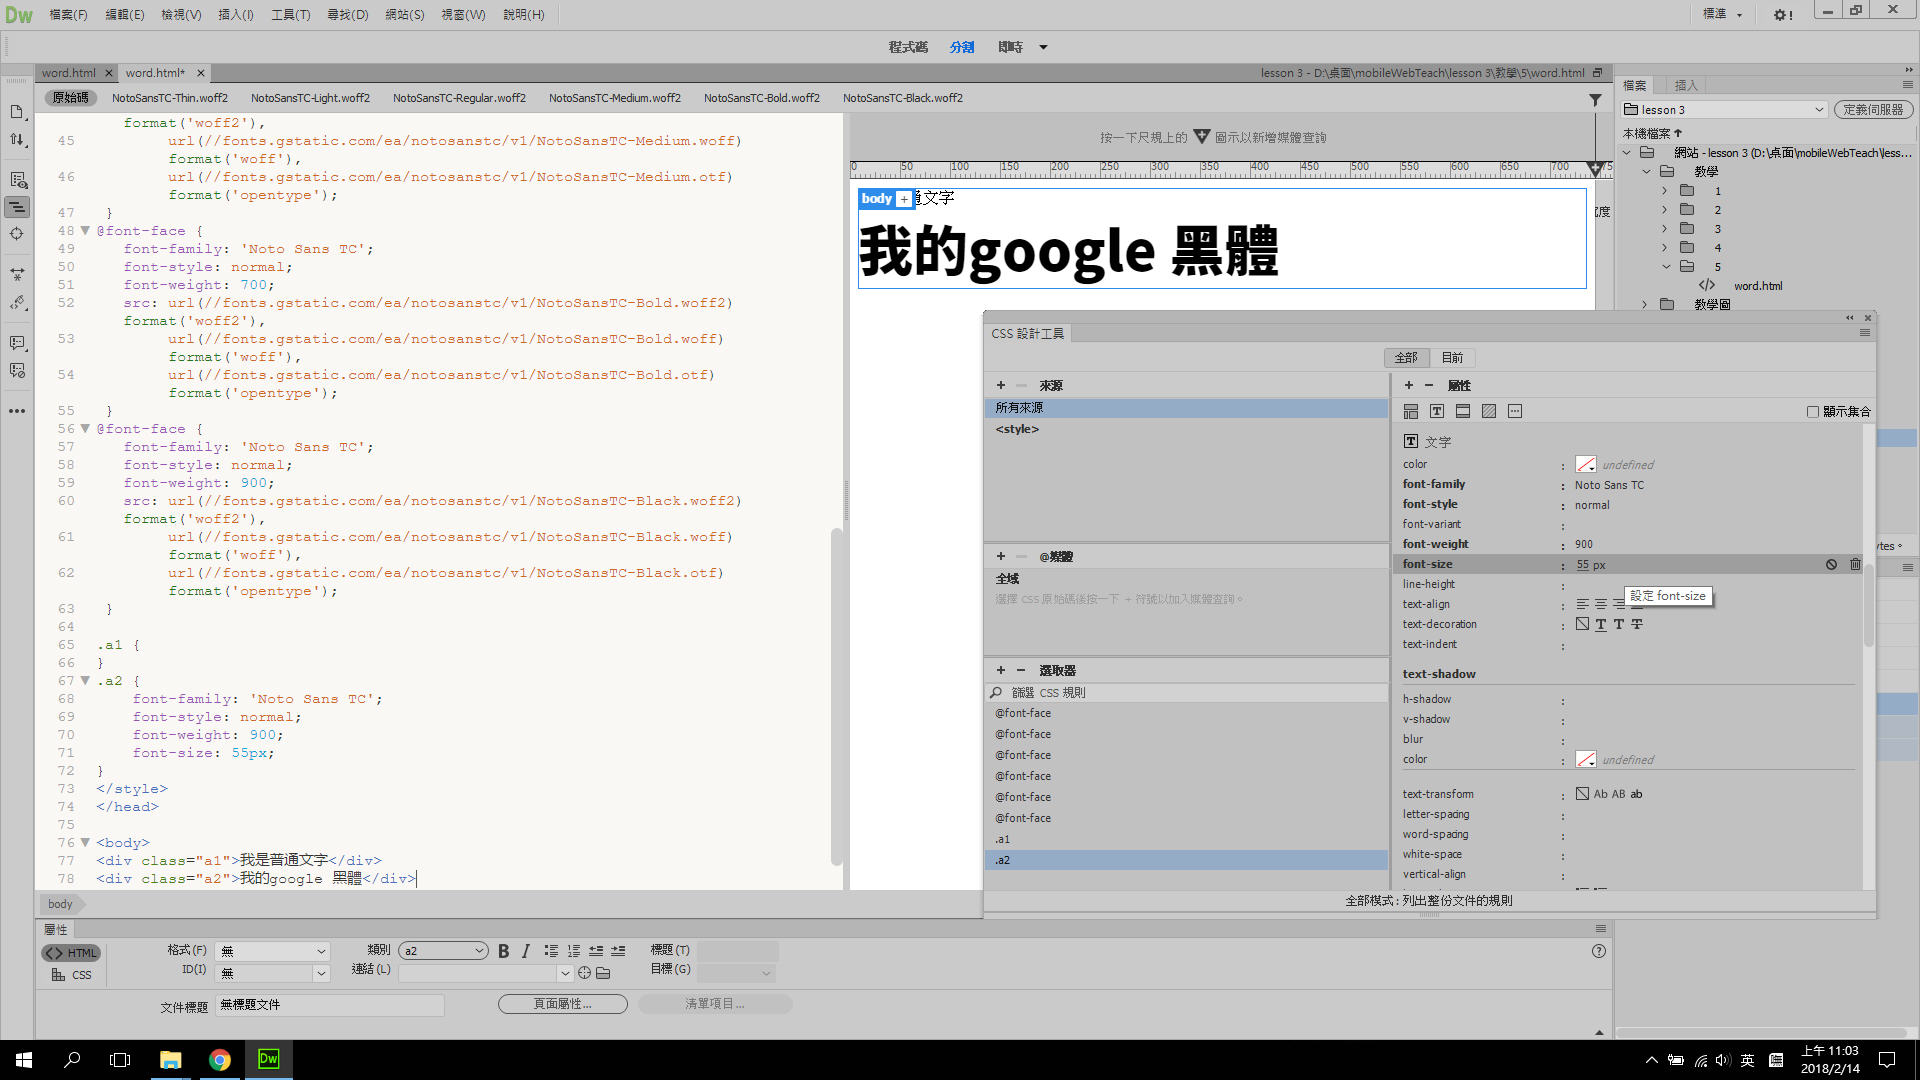 Dw 檔案(F) 編輯(E) 檢視(V) 插入(I) 工具(T) 尋找(D) 網站(S) 視窗(W) 說明(H) 標準
程式碼 分割 即時
word.html word.html* lesson 3 - D:\桌面\mobileWebTeach\lesson 3\教學\5\word.html
原始碼 NotoSansTC-Thin.woff2 NotoSansTC-Light.woff2 NotoSansTC-Regular.woff2 NotoSansTC-Medium.woff2 NotoSansTC-Bold.woff2 NotoSansTC-Black.woff2
format('woff2'),
45 url(//fonts.gstatic.com/ea/notosanstc/v1/NotoSansTC-Medium.woff)
format('woff'),
46 url(//fonts.gstatic.com/ea/notosanstc/v1/NotoSansTC-Medium.otf)
format('opentype');
47 }
48 @font-face {
49 font-family: 'Noto Sans TC';
50 font-style: normal;
51 font-weight: 700;
52 src: url(//fonts.gstatic.com/ea/notosanstc/v1/NotoSansTC-Bold.woff2)
format('woff2'),
53 url(//fonts.gstatic.com/ea/notosanstc/v1/NotoSansTC-Bold.woff)
format('woff'),
54 url(//fonts.gstatic.com/ea/notosanstc/v1/NotoSansTC-Bold.otf)
format('opentype');
55 }
56 @font-face {
57 font-family: 'Noto Sans TC';
58 font-style: normal;
59 font-weight: 900;
60 src: url(//fonts.gstatic.com/ea/notosanstc/v1/NotoSansTC-Black.woff2)
format('woff2'),
61 url(//fonts.gstatic.com/ea/notosanstc/v1/NotoSansTC-Black.woff)
format('woff'),
62 url(//fonts.gstatic.com/ea/notosanstc/v1/NotoSansTC-Black.otf)
format('opentype');
63 }
64
65 .a1 {
66 }
67 .a2 {
68 font-family: 'Noto Sans TC';
69 font-style: normal;
70 font-weight: 900;
71 font-size: 55px;
72 }
73 </style>
74 </head>
75
76 <body>
77 <div class="a1">我是普通文字</div>
78 <div class="a2">我的google 黑體</div>
body
按一下尺規上的 圖示以新增媒體查詢
0 50 100 150 200 250 300 350 400 450 500 550 600 650 700 75
body + 通文字
我的google 黑體
寬度
CSS 設計工具
全部 目前
+ − 來源
所有來源
<style>
+ − @媒體
全域
選擇 CSS 原始碼後按一下 + 符號以加入媒體查詢。
+ − 選取器
篩選 CSS 規則
@font-face
@font-face
@font-face
@font-face
@font-face
@font-face
.a1
.a2
+ − 屬性
顯示集合
T 文字
color : undefined
font-family : Noto Sans TC
font-style : normal
font-variant :
font-weight : 900
font-size : 55 px
設定 font-size
line-height :
text-align :
text-decoration : T T T
text-indent :
text-shadow
h-shadow :
v-shadow :
blur :
color : undefined
text-transform : Ab AB ab
letter-spacing :
word-spacing :
white-space :
vertical-align :
全部模式 : 列出整份文件的規則
檔案 插入
lesson 3 定義伺服器
本機檔案
網站 - lesson 3 (D:\桌面\mobileWebTeach\less...
教學
1
2
3
4
5
word.html
教學圖
ytes
屬性
<> HTML 格式(F) 無 類別 a2 B I 標題(T)
CSS ID(I) 無 連結(L) 目標(G)
文件標題 無標題文件 頁面屬性... 清單項目...
Dw 英 上午 11:03
2018/2/14